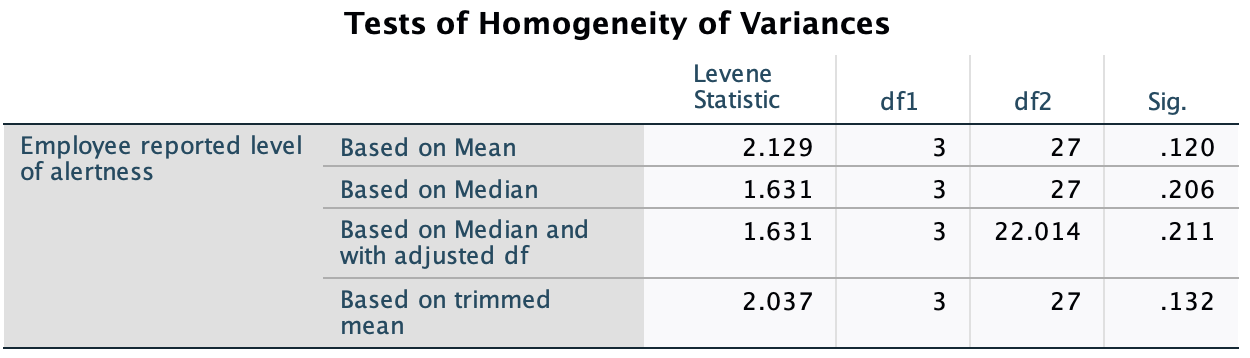 Tests of Homogeneity of Variances
Levene
Statistic df1 df2 Sig.
Employee reported level
of alertness
Based on Mean 2.129 3 27 .120
Based on Median 1.631 3 27 .206
Based on Median and
with adjusted df 1.631 3 22.014 .211
Based on trimmed
mean 2.037 3 27 .132